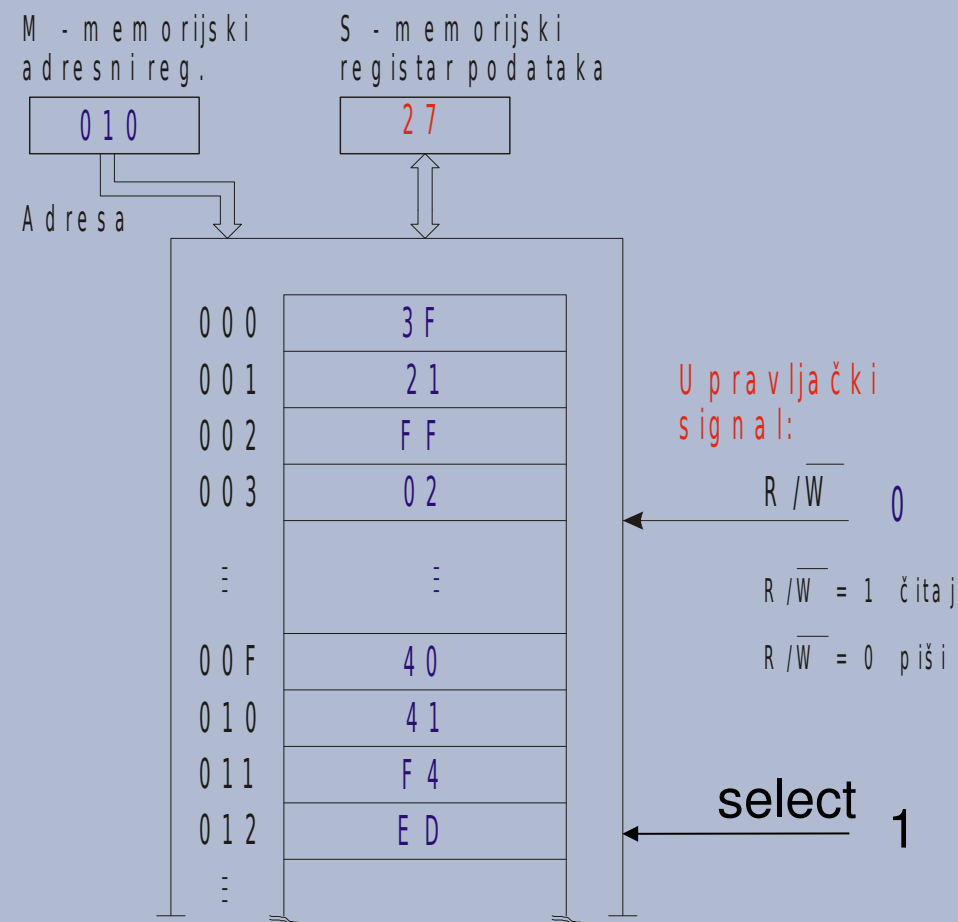 M - memorijski
adresni reg.
S - memorijski
registar podataka
010
27
Adresa
000 3F
001 21
002 FF
003 02
⋮ ⋮
00F 40
010 41
011 F4
012 ED
⋮
Upravljački
signal:
R/W̅ 0
R/W̅ = 1 čitaj
R/W̅ = 0 piši
select 1